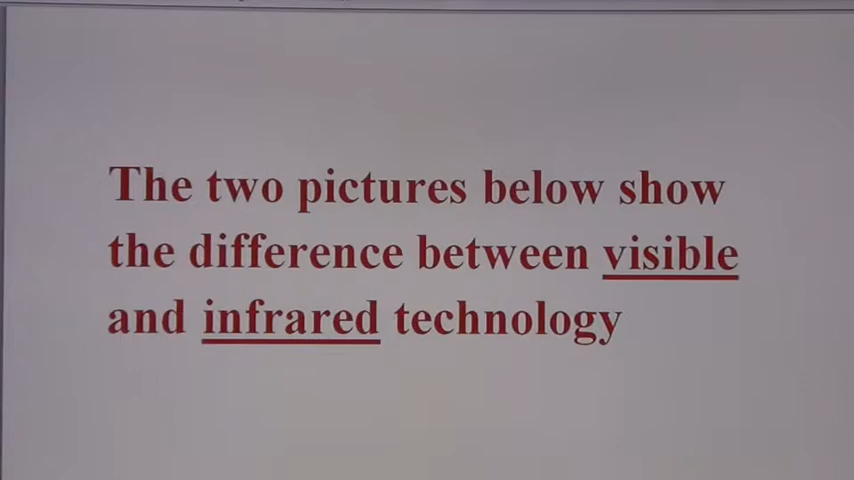 The two pictures below show
the difference between visible
and infrared technology